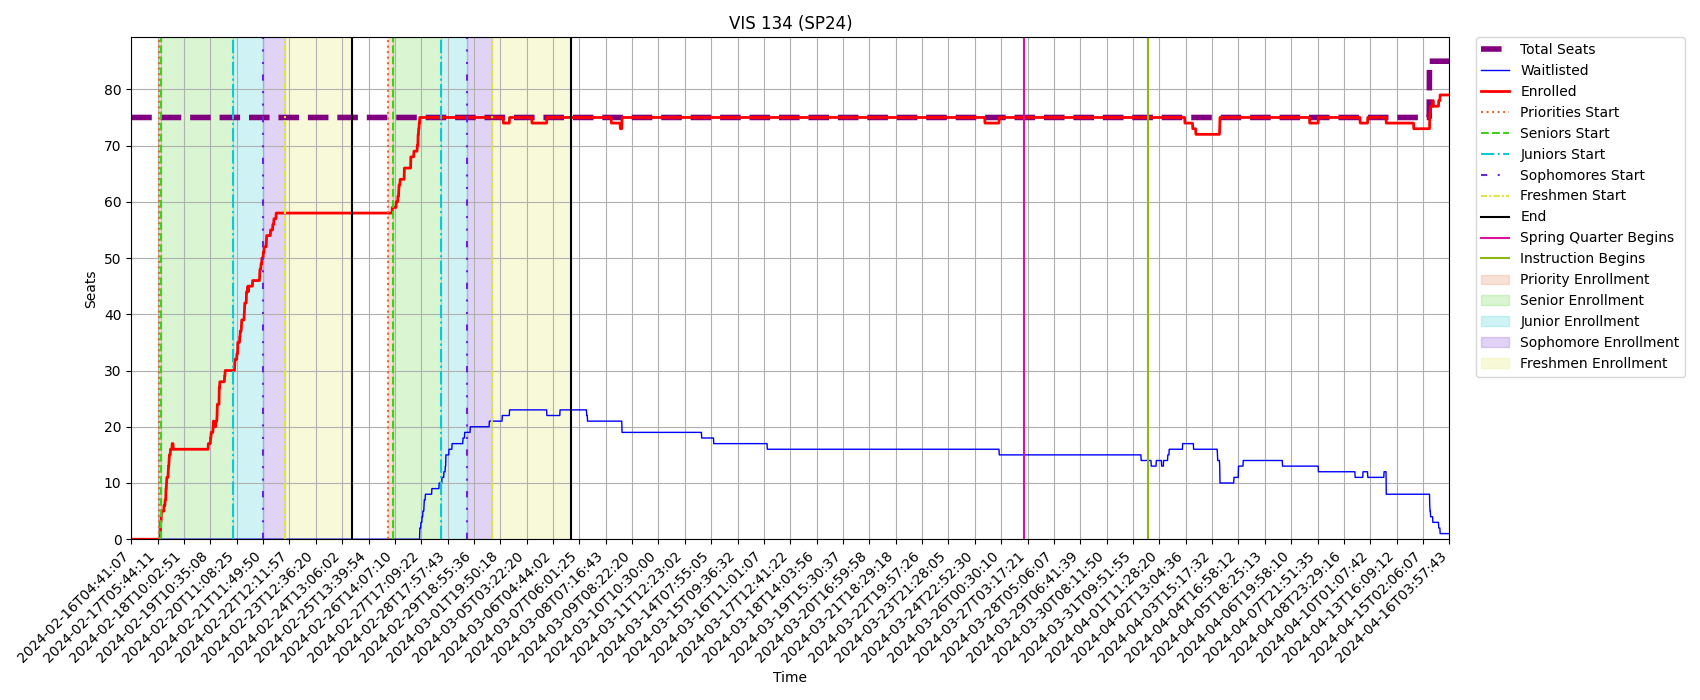 VIS 134 (SP24)
Seats
80
70
60
50
40
30
20
10
0
2024-02-16T04:41:07
2024-02-17T05:44:11
2024-02-18T10:02:51
2024-02-19T10:35:08
2024-02-20T11:08:25
2024-02-21T11:49:50
2024-02-22T12:11:57
2024-02-23T12:36:20
2024-02-24T13:06:02
2024-02-25T13:39:54
2024-02-26T14:07:10
2024-02-27T17:09:22
2024-02-28T17:57:43
2024-02-29T18:55:36
2024-03-01T19:50:18
2024-03-05T03:22:20
2024-03-06T04:44:02
2024-03-07T06:01:25
2024-03-08T07:16:43
2024-03-09T08:22:20
2024-03-10T10:30:00
2024-03-11T12:23:02
2024-03-14T07:55:05
2024-03-15T09:36:32
2024-03-16T11:01:07
2024-03-17T12:41:22
2024-03-18T14:03:56
2024-03-19T15:30:37
2024-03-20T16:59:58
2024-03-21T18:29:18
2024-03-22T19:57:26
2024-03-23T21:28:05
2024-03-24T22:52:30
2024-03-26T00:30:10
2024-03-27T03:17:21
2024-03-28T05:06:07
2024-03-29T06:41:39
2024-03-30T08:11:50
2024-03-31T09:51:55
2024-04-01T11:28:20
2024-04-02T13:04:36
2024-04-03T15:17:32
2024-04-04T16:58:12
2024-04-05T18:25:13
2024-04-06T19:58:10
2024-04-07T21:51:35
2024-04-08T23:29:16
2024-04-10T01:07:42
2024-04-13T16:09:12
2024-04-15T02:06:07
2024-04-16T03:57:43
Time
Total Seats
Waitlisted
Enrolled
Priorities Start
Seniors Start
Juniors Start
Sophomores Start
Freshmen Start
End
Spring Quarter Begins
Instruction Begins
Priority Enrollment
Senior Enrollment
Junior Enrollment
Sophomore Enrollment
Freshmen Enrollment